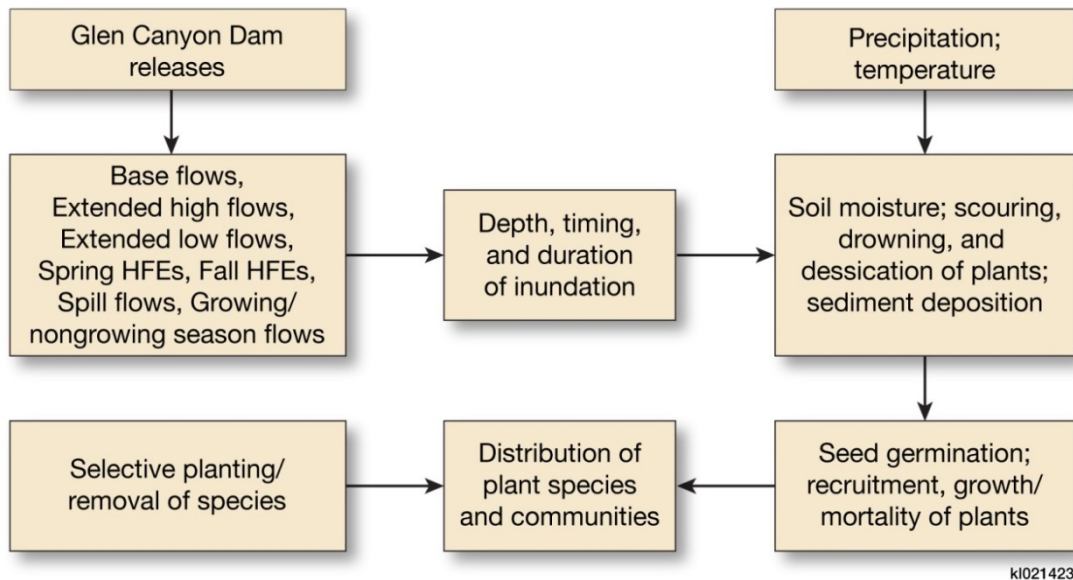 Glen Canyon Dam
releases
Precipitation;
temperature
Base flows,
Extended high flows,
Extended low flows,
Spring HFEs, Fall HFEs,
Spill flows, Growing/
nongrowing season flows
Depth, timing,
and duration
of inundation
Soil moisture; scouring,
drowning, and
dessication of plants;
sediment deposition
Selective planting/
removal of species
Distribution of
plant species
and communities
Seed germination;
recruitment, growth/
mortality of plants
kl021423